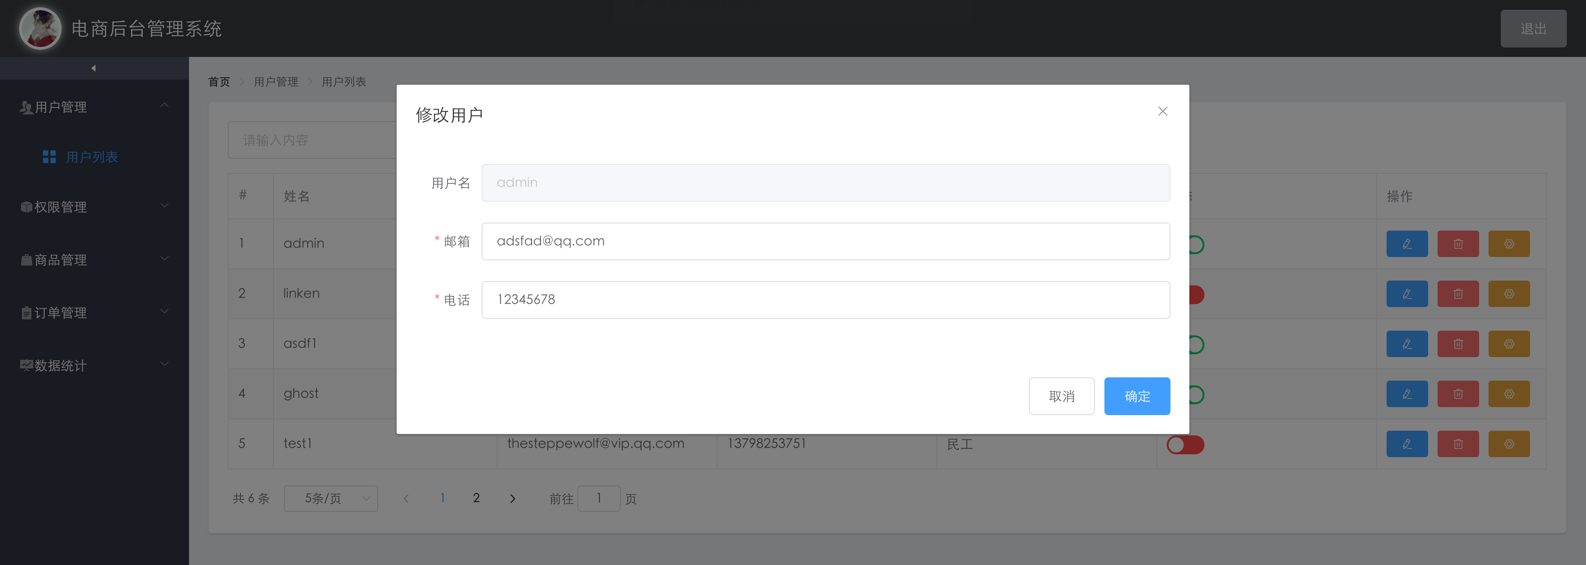 电商后台管理系统
退出
首页 用户管理 用户列表
用户管理
用户列表
权限管理
商品管理
订单管理
数据统计
请输入内容
# 姓名 操作
1 admin
2 linken
3 asdf1
4 ghost
5 test1 thesteppewolf@vip.qq.com 13798253751 民工
共 6 条 5条/页 1 2 前往 1 页
修改用户
用户名 admin
* 邮箱 adsfad@qq.com
* 电话 12345678
取消 确定